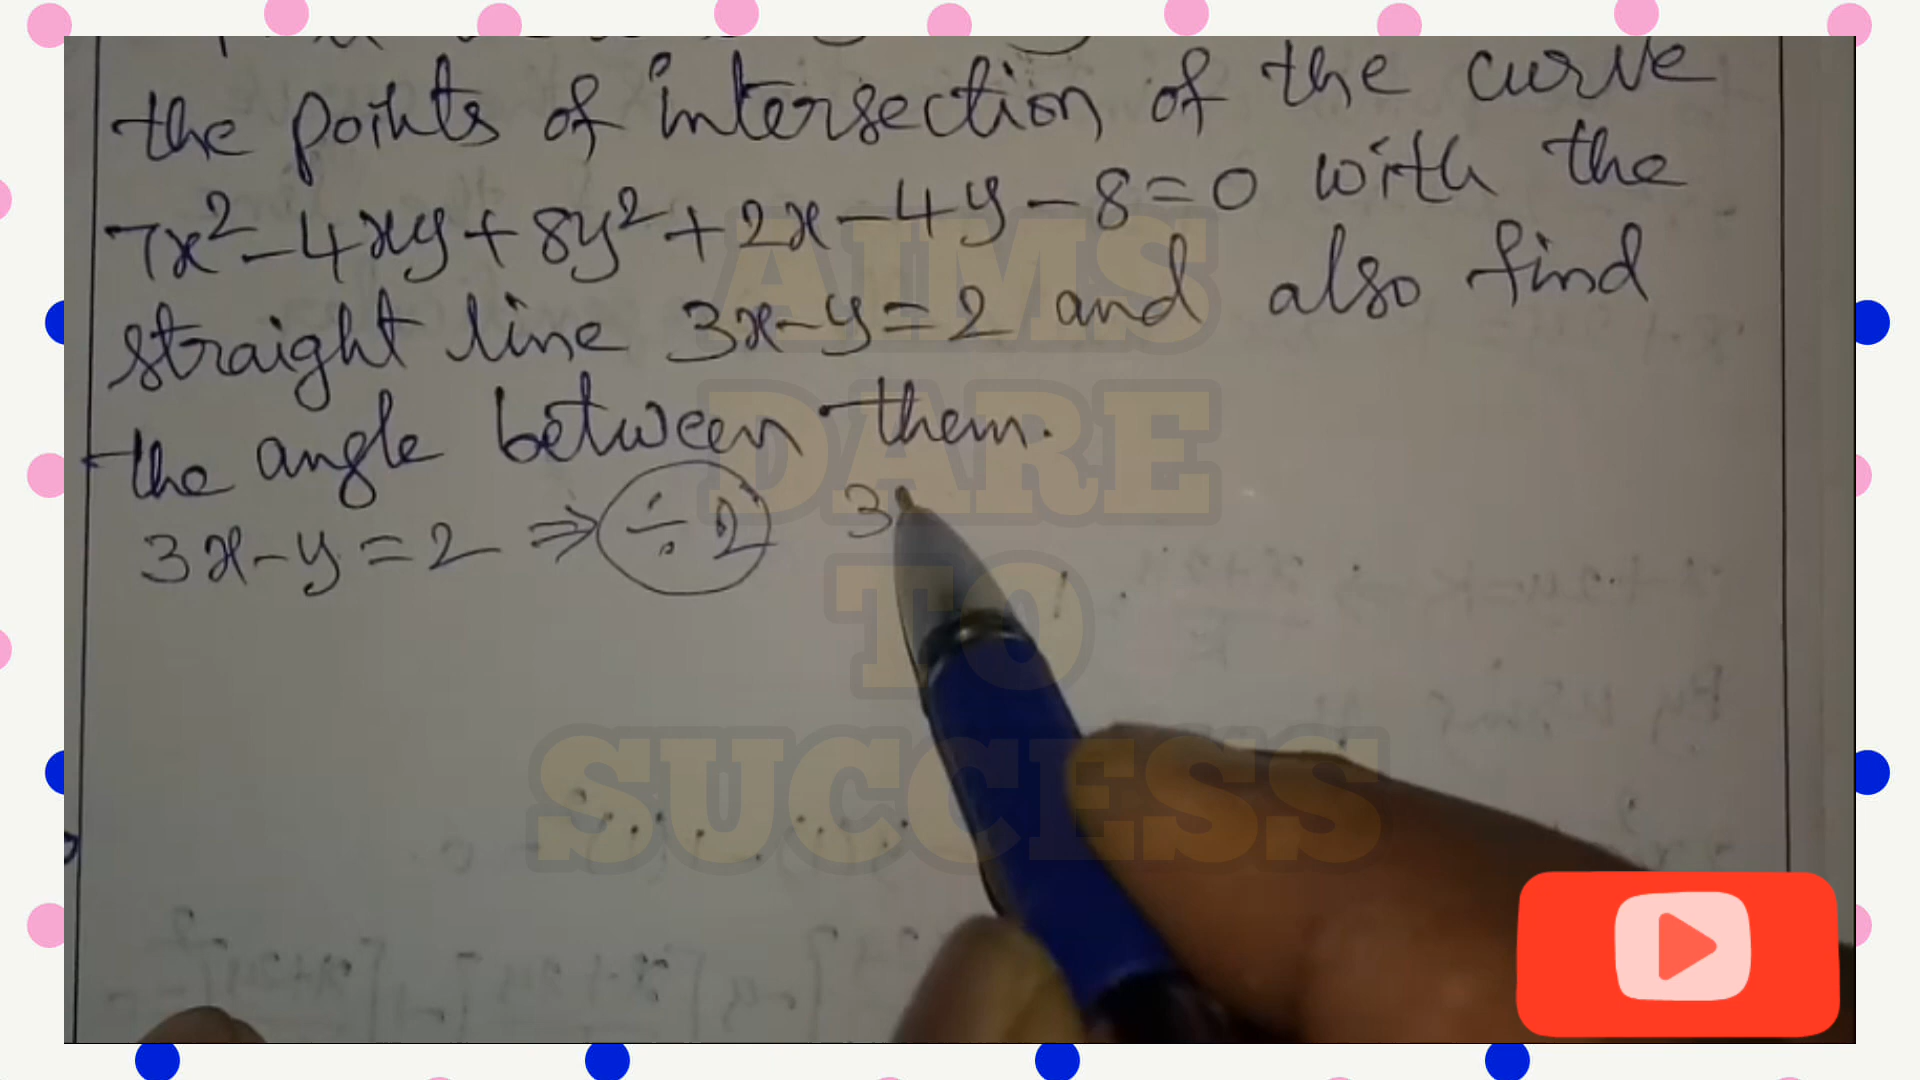 the points of intersection of the curve
7x²-4xy+8y²+2x-4y-8=0 with the
straight line 3x-y=2 and also find
the angle between them.
3x-y=2 ⇒ ÷2 3
AIMS
DARE
TO
SUCCESS